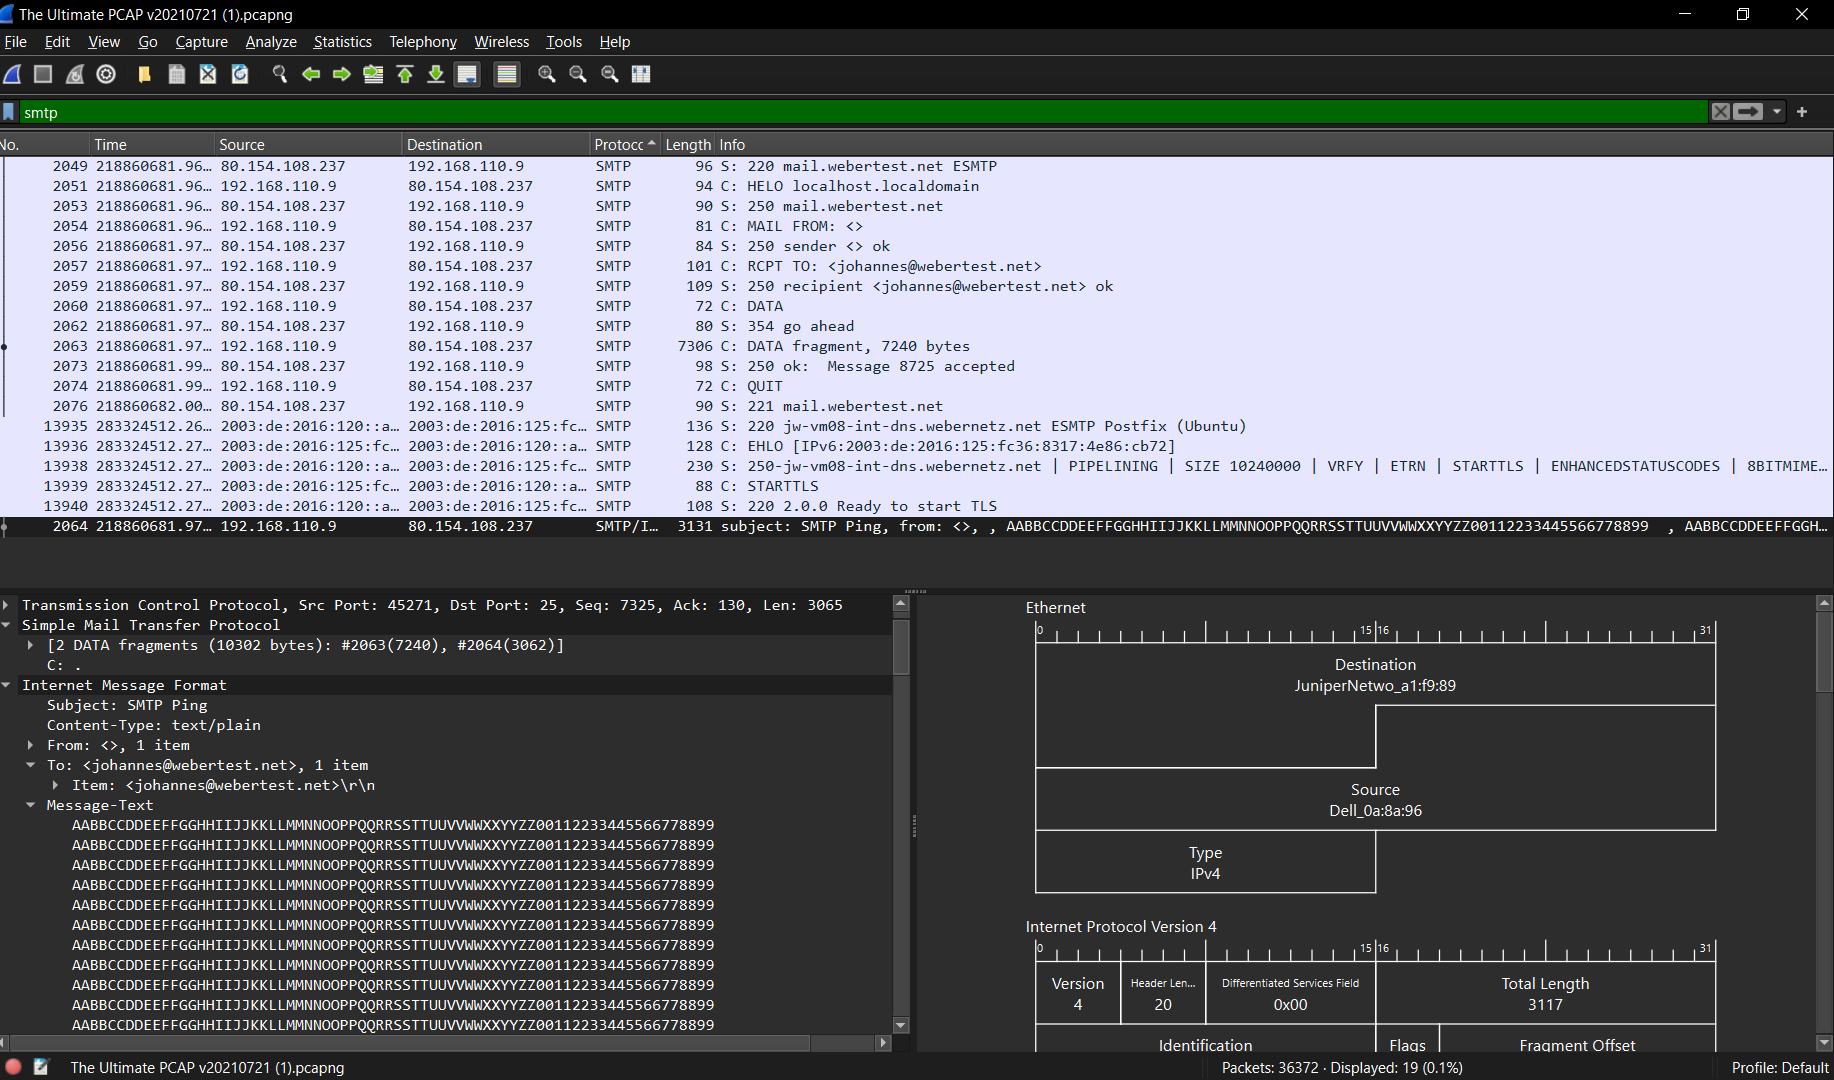 The Ultimate PCAP v20210721 (1).pcapng
File Edit View Go Capture Analyze Statistics Telephony Wireless Tools Help
smtp
No. Time Source Destination Protocc Length Info
2049 218860681.96… 80.154.108.237 192.168.110.9 SMTP 96 S: 220 mail.webertest.net ESMTP
2051 218860681.96… 192.168.110.9 80.154.108.237 SMTP 94 C: HELO localhost.localdomain
2053 218860681.96… 80.154.108.237 192.168.110.9 SMTP 90 S: 250 mail.webertest.net
2054 218860681.96… 192.168.110.9 80.154.108.237 SMTP 81 C: MAIL FROM: <>
2056 218860681.97… 80.154.108.237 192.168.110.9 SMTP 84 S: 250 sender <> ok
2057 218860681.97… 192.168.110.9 80.154.108.237 SMTP 101 C: RCPT TO: <johannes@webertest.net>
2059 218860681.97… 80.154.108.237 192.168.110.9 SMTP 109 S: 250 recipient <johannes@webertest.net> ok
2060 218860681.97… 192.168.110.9 80.154.108.237 SMTP 72 C: DATA
2062 218860681.97… 80.154.108.237 192.168.110.9 SMTP 80 S: 354 go ahead
2063 218860681.97… 192.168.110.9 80.154.108.237 SMTP 7306 C: DATA fragment, 7240 bytes
2073 218860681.99… 80.154.108.237 192.168.110.9 SMTP 98 S: 250 ok:  Message 8725 accepted
2074 218860681.99… 192.168.110.9 80.154.108.237 SMTP 72 C: QUIT
2076 218860682.00… 80.154.108.237 192.168.110.9 SMTP 90 S: 221 mail.webertest.net
13935 283324512.26… 2003:de:2016:120::a… 2003:de:2016:125:fc… SMTP 136 S: 220 jw-vm08-int-dns.webernetz.net ESMTP Postfix (Ubuntu)
13936 283324512.26… 2003:de:2016:125:fc… 2003:de:2016:120::a… SMTP 128 C: EHLO [IPv6:2003:de:2016:125:fc36:8317:4e86:cb72]
13938 283324512.27… 2003:de:2016:120::a… 2003:de:2016:125:fc… SMTP 230 S: 250-jw-vm08-int-dns.webernetz.net | PIPELINING | SIZE 10240000 | VRFY | ETRN | STARTTLS | ENHANCEDSTATUSCODES | 8BITMIME…
13939 283324512.27… 2003:de:2016:125:fc… 2003:de:2016:120::a… SMTP 88 C: STARTTLS
13940 283324512.27… 2003:de:2016:120::a… 2003:de:2016:125:fc… SMTP 108 S: 220 2.0.0 Ready to start TLS
2064 218860681.97… 192.168.110.9 80.154.108.237 SMTP/I… 3131 subject: SMTP Ping, from: <>, , AABBCCDDEEFFGGHHIIJJKKLLMMNNOOPPQQRRSSTTUUVVWWXXYYZZ00112233445566778899 , AABBCCDDEEFFGGH…
Transmission Control Protocol, Src Port: 45271, Dst Port: 25, Seq: 7325, Ack: 130, Len: 3065
Simple Mail Transfer Protocol
[2 DATA fragments (10302 bytes): #2063(7240), #2064(3062)]
C: .
Internet Message Format
Subject: SMTP Ping
Content-Type: text/plain
From: <>, 1 item
To: <johannes@webertest.net>, 1 item
Item: <johannes@webertest.net>\r\n
Message-Text
AABBCCDDEEFFGGHHIIJJKKLLMMNNOOPPQQRRSSTTUUVVWWXXYYZZ00112233445566778899
AABBCCDDEEFFGGHHIIJJKKLLMMNNOOPPQQRRSSTTUUVVWWXXYYZZ00112233445566778899
AABBCCDDEEFFGGHHIIJJKKLLMMNNOOPPQQRRSSTTUUVVWWXXYYZZ00112233445566778899
AABBCCDDEEFFGGHHIIJJKKLLMMNNOOPPQQRRSSTTUUVVWWXXYYZZ00112233445566778899
AABBCCDDEEFFGGHHIIJJKKLLMMNNOOPPQQRRSSTTUUVVWWXXYYZZ00112233445566778899
AABBCCDDEEFFGGHHIIJJKKLLMMNNOOPPQQRRSSTTUUVVWWXXYYZZ00112233445566778899
AABBCCDDEEFFGGHHIIJJKKLLMMNNOOPPQQRRSSTTUUVVWWXXYYZZ00112233445566778899
AABBCCDDEEFFGGHHIIJJKKLLMMNNOOPPQQRRSSTTUUVVWWXXYYZZ00112233445566778899
AABBCCDDEEFFGGHHIIJJKKLLMMNNOOPPQQRRSSTTUUVVWWXXYYZZ00112233445566778899
AABBCCDDEEFFGGHHIIJJKKLLMMNNOOPPQQRRSSTTUUVVWWXXYYZZ00112233445566778899
AABBCCDDEEFFGGHHIIJJKKLLMMNNOOPPQQRRSSTTUUVVWWXXYYZZ00112233445566778899
Ethernet
0 15 16 31
Destination
JuniperNetwo_a1:f9:89
Source
Dell_0a:8a:96
Type
IPv4
Internet Protocol Version 4
0 15 16 31
Version Header Len... Differentiated Services Field Total Length
4 20 0x00 3117
Identification Flags Fragment Offset
The Ultimate PCAP v20210721 (1).pcapng Packets: 36372 · Displayed: 19 (0.1%) Profile: Default